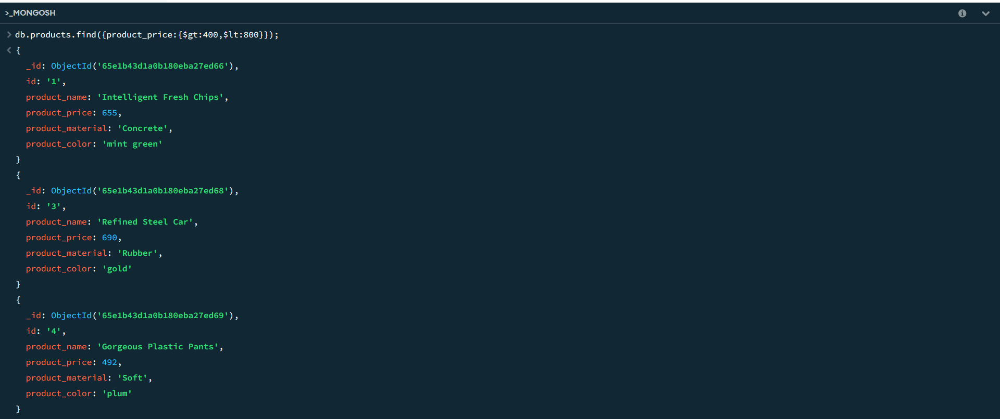 >_MONGOSH
> db.products.find({product_price:{$gt:400,$lt:800}});
< {
_id: ObjectId('65e1b43d1a0b180eba27ed66'),
id: '1',
product_name: 'Intelligent Fresh Chips',
product_price: 655,
product_material: 'Concrete',
product_color: 'mint green'
}
{
_id: ObjectId('65e1b43d1a0b180eba27ed68'),
id: '3',
product_name: 'Refined Steel Car',
product_price: 690,
product_material: 'Rubber',
product_color: 'gold'
}
{
_id: ObjectId('65e1b43d1a0b180eba27ed69'),
id: '4',
product_name: 'Gorgeous Plastic Pants',
product_price: 492,
product_material: 'Soft',
product_color: 'plum'
}